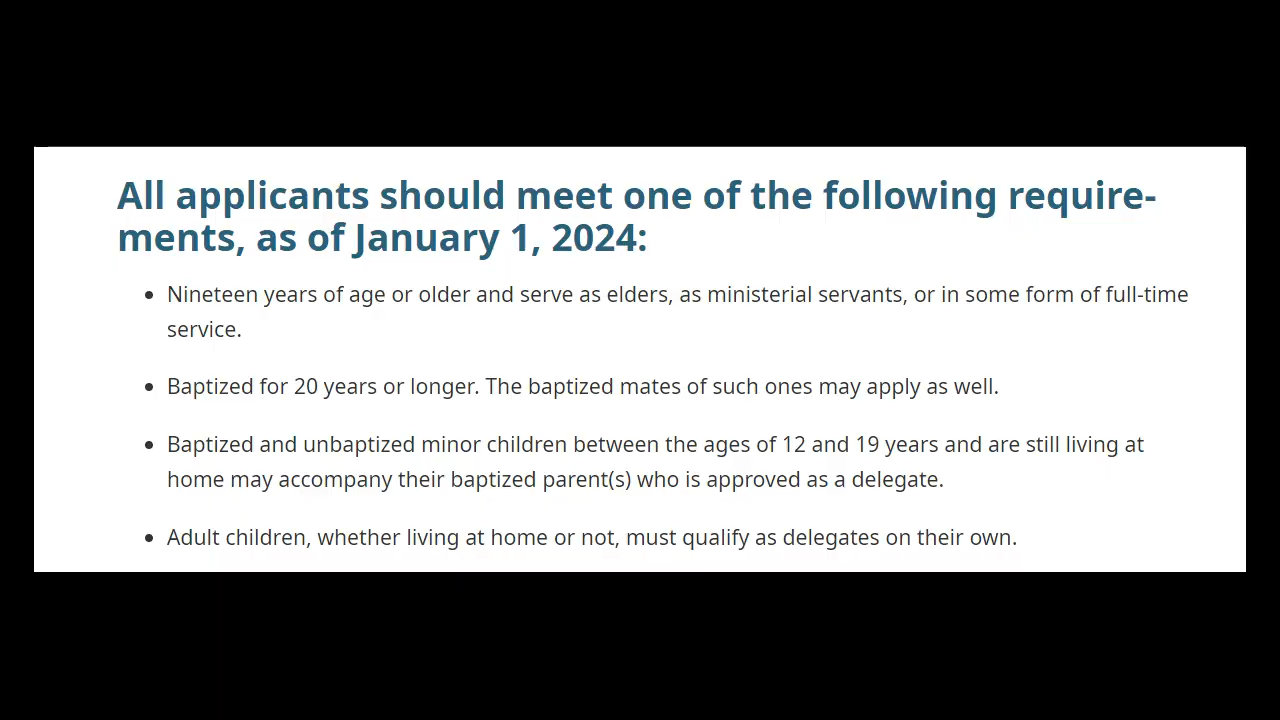 All applicants should meet one of the following require-
ments, as of January 1, 2024:
• Nineteen years of age or older and serve as elders, as ministerial servants, or in some form of full-time
service.
• Baptized for 20 years or longer. The baptized mates of such ones may apply as well.
• Baptized and unbaptized minor children between the ages of 12 and 19 years and are still living at
home may accompany their baptized parent(s) who is approved as a delegate.
• Adult children, whether living at home or not, must qualify as delegates on their own.